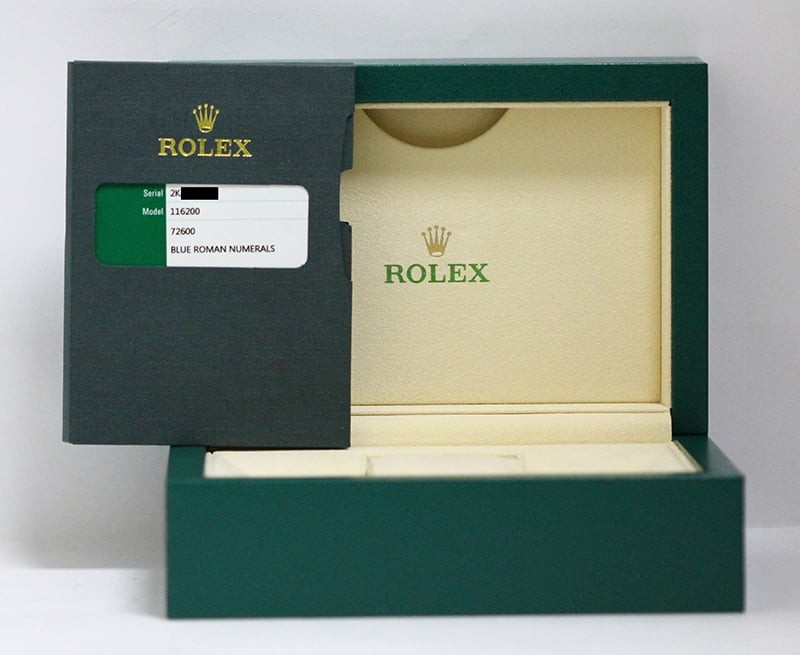 ROLEX
Serial 2K
Model 116200
72600
BLUE ROMAN NUMERALS
ROLEX